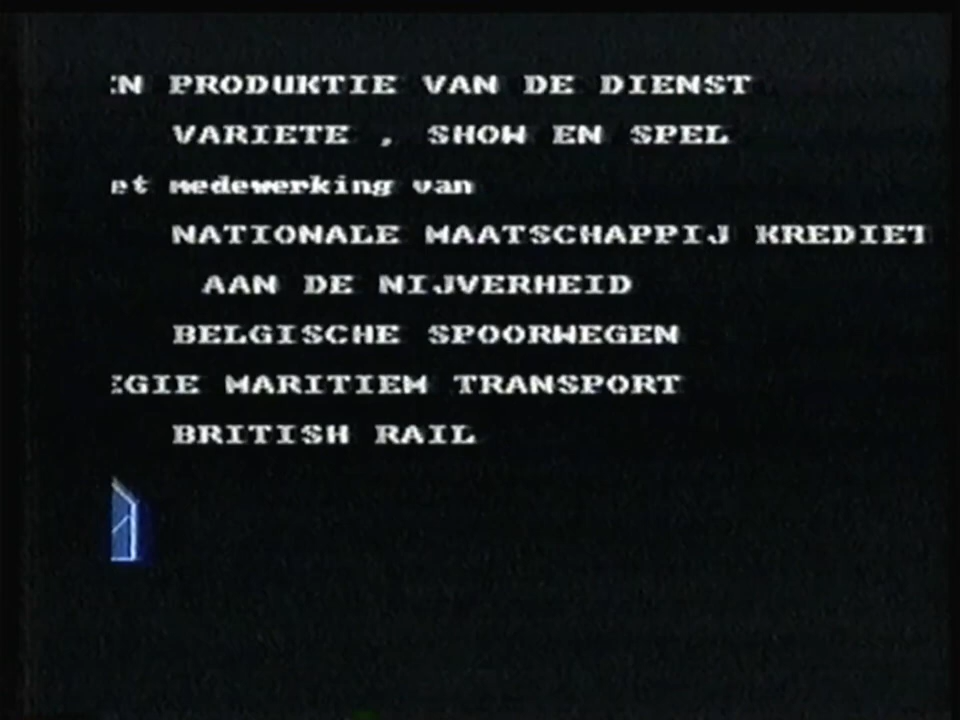 N PRODUKTIE VAN DE DIENST
VARIETE , SHOW EN SPEL
et medewerking van
NATIONALE MAATSCHAPPIJ KREDIET
AAN DE NIJVERHEID
BELGISCHE SPOORWEGEN
GIE MARITIEM TRANSPORT
BRITISH RAIL